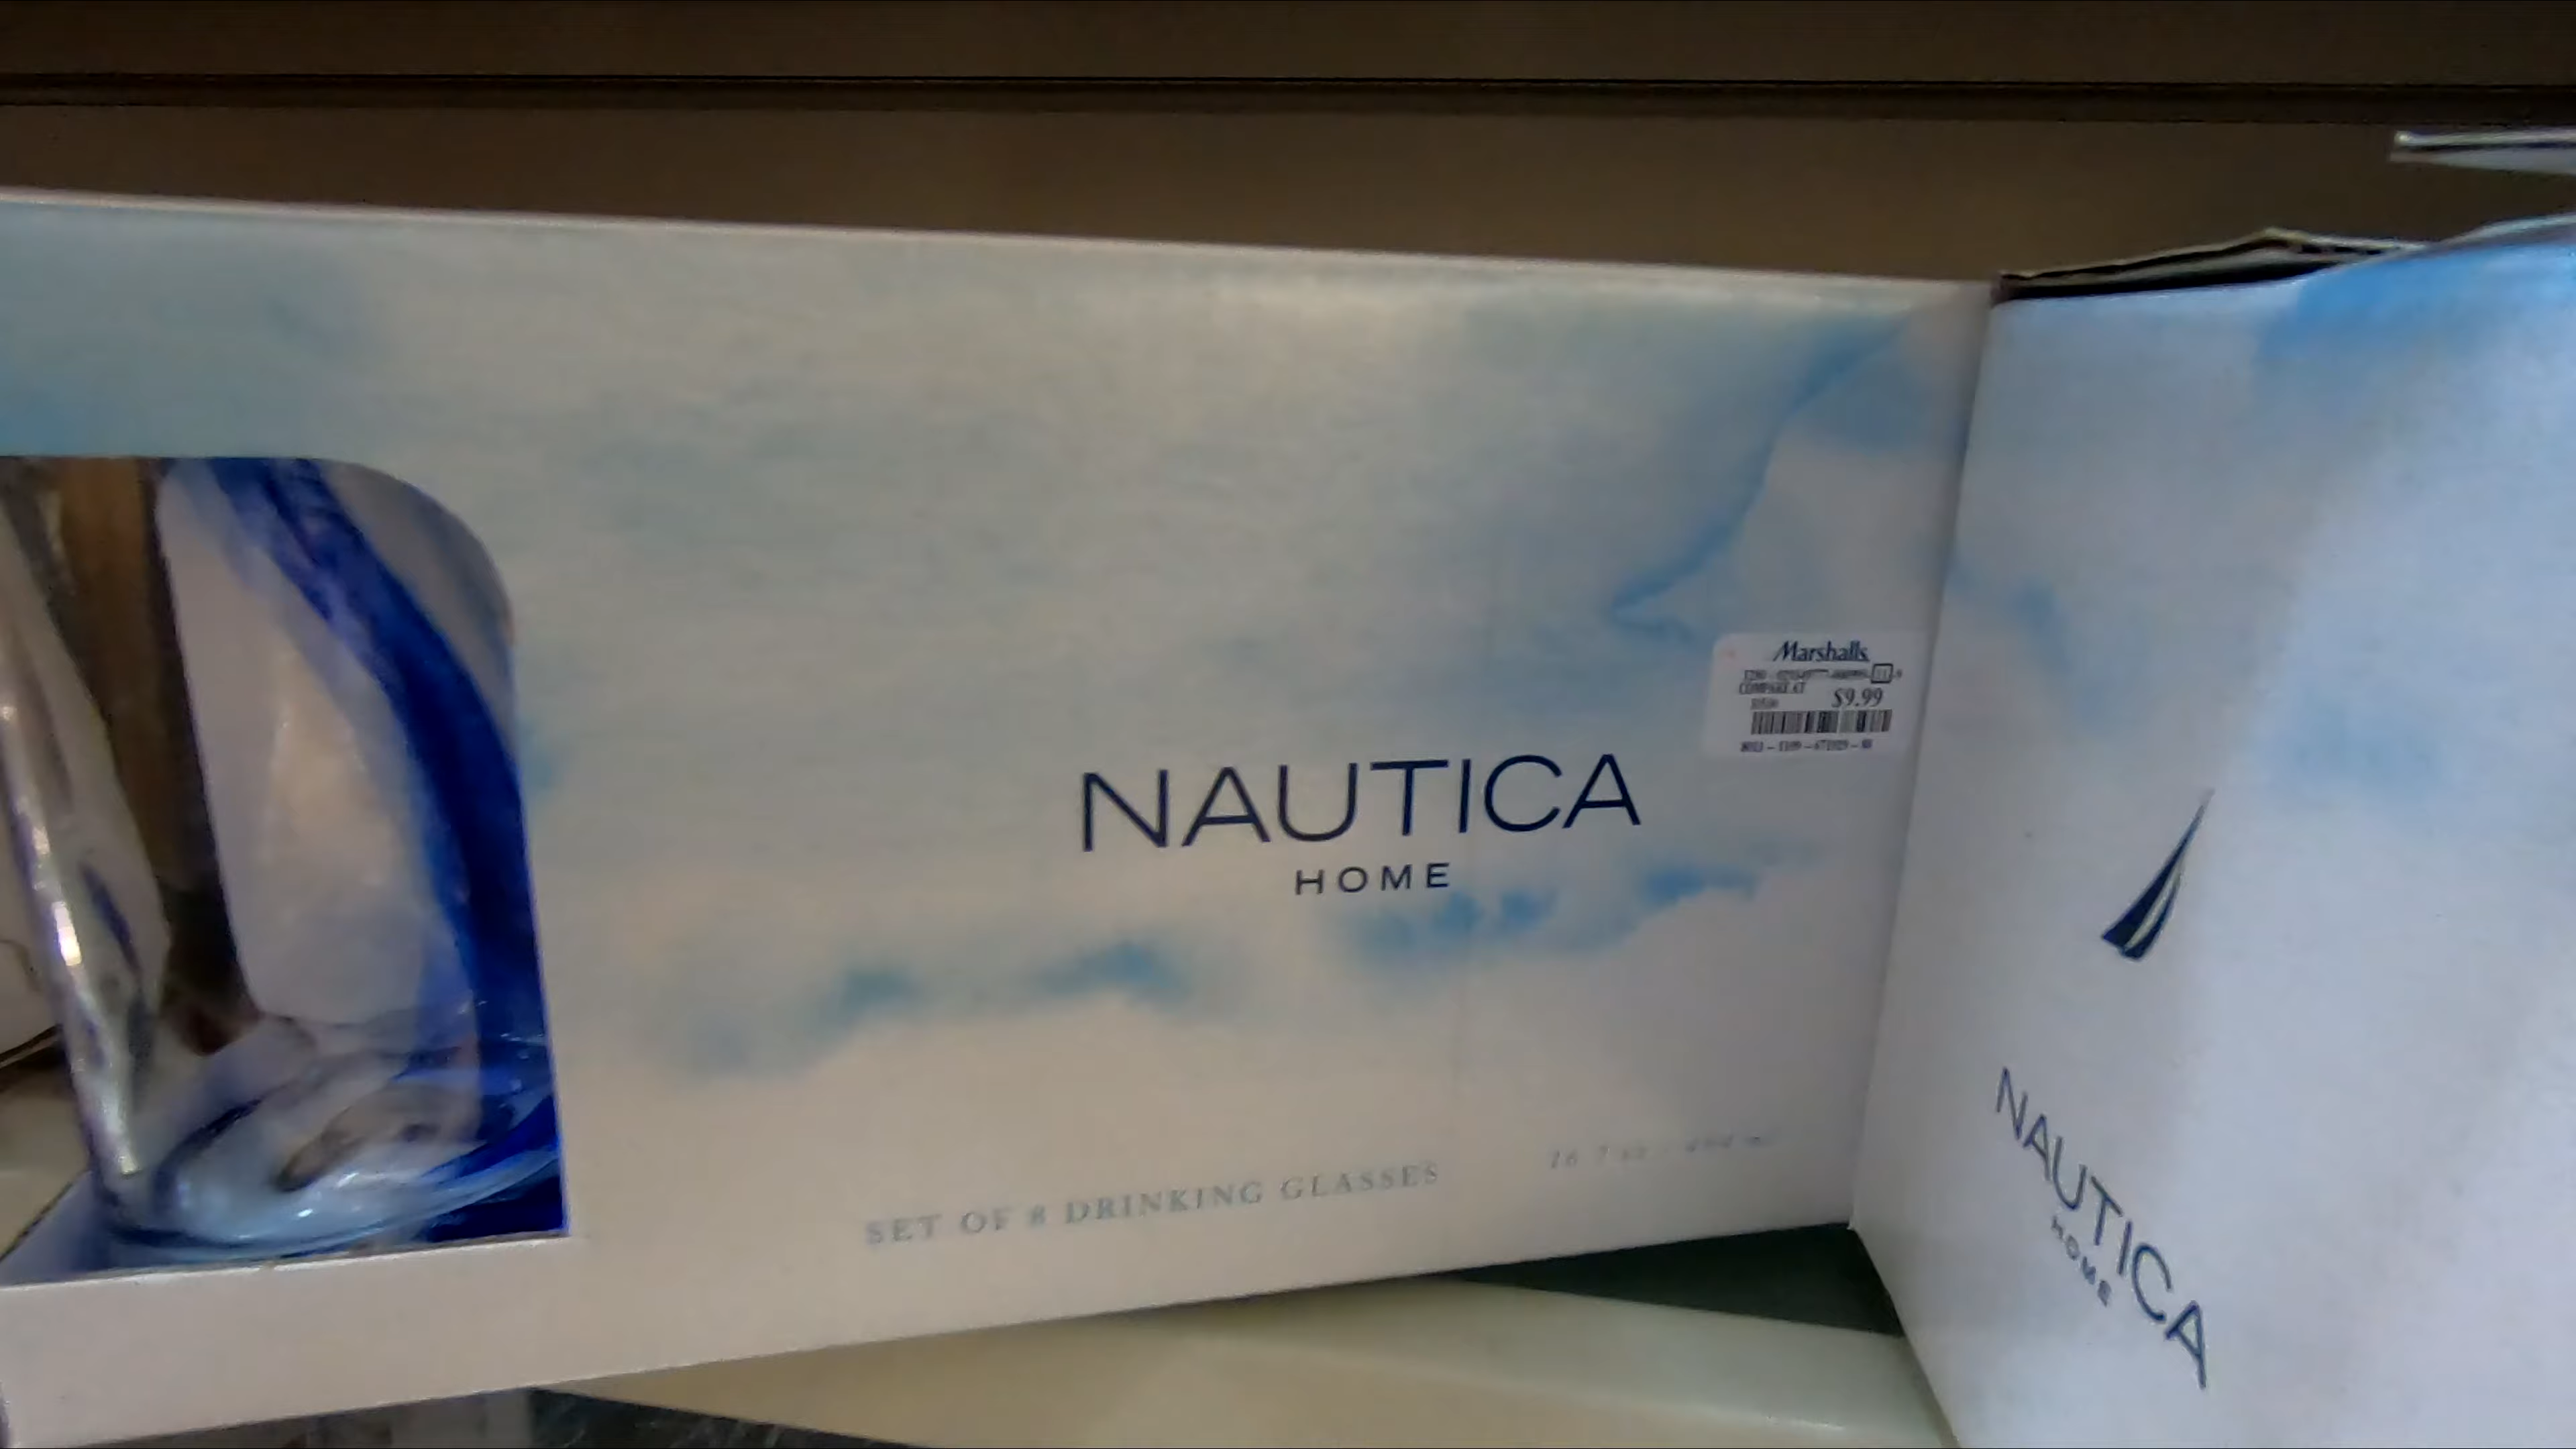 NAUTICA
HOME
SET OF 8 DRINKING GLASSES
Marshalls
COMPARE AT
$9.99
NAUTICA
HOME